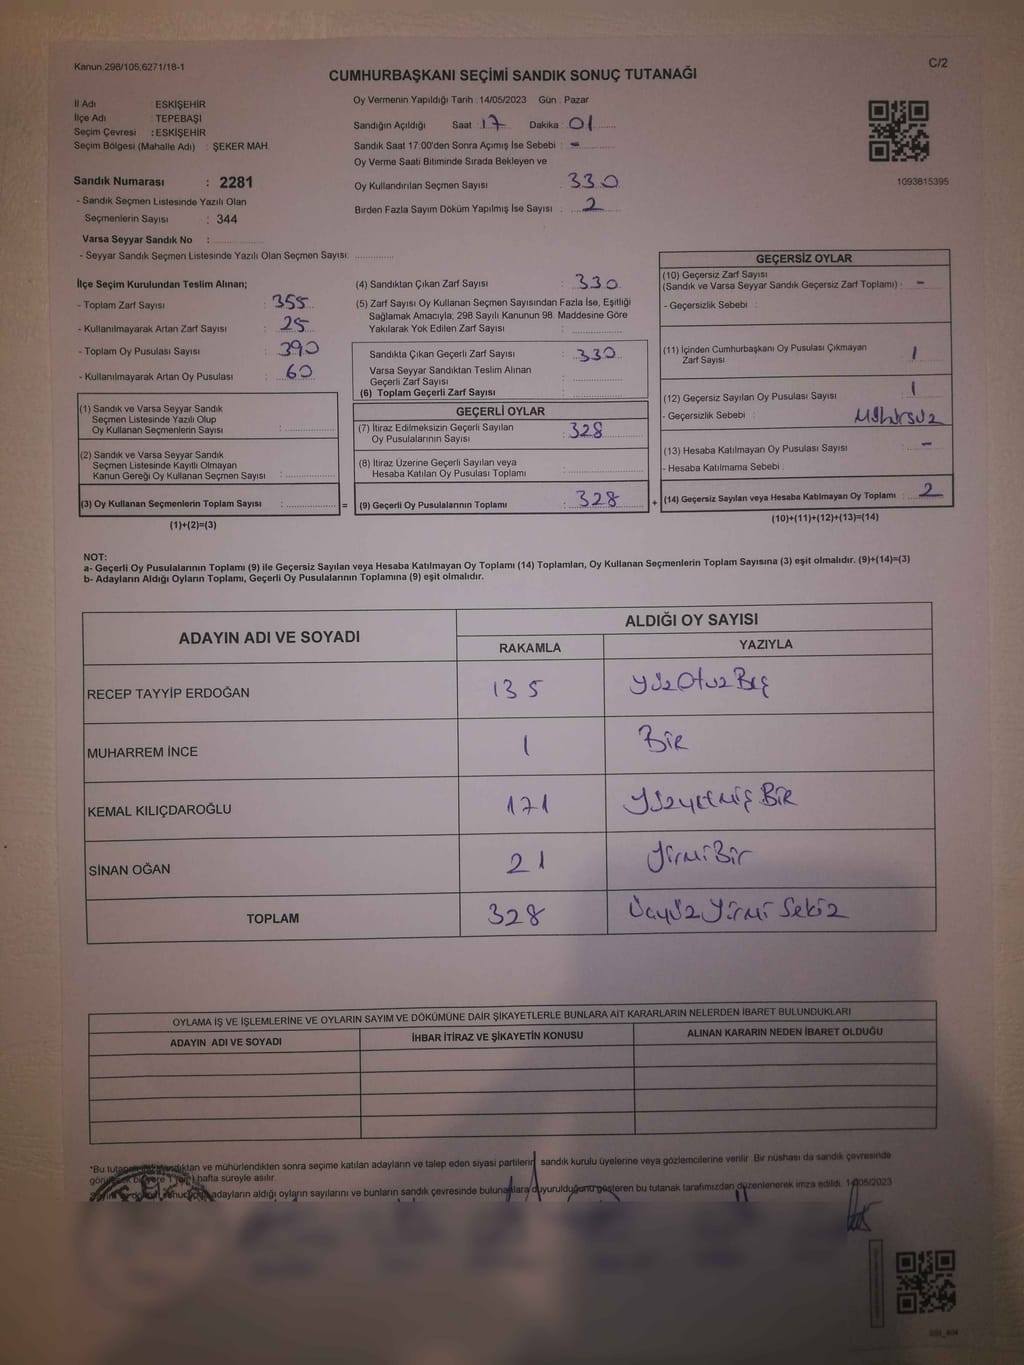 Kanun 298/105,6271/18-1
C/2
CUMHURBAŞKANI SEÇİMİ SANDIK SONUÇ TUTANAĞI
İl Adı : ESKİŞEHİR
İlçe Adı : TEPEBAŞI
Seçim Çevresi : ESKİŞEHİR
Seçim Bölgesi (Mahalle Adı) : ŞEKER MAH.
Sandık Numarası : 2281
- Sandık Seçmen Listesinde Yazılı Olan
Seçmenlerin Sayısı : 344
Varsa Seyyar Sandık No :
- Seyyar Sandık Seçmen Listesinde Yazılı Olan Seçmen Sayısı:
Oy Vermenin Yapıldığı Tarih : 14/05/2023 Gün : Pazar
Sandığın Açıldığı Saat 17 Dakika : 01
Sandık Saat 17:00'den Sonra Açımış İse Sebebi : -
Oy Verme Saati Bitiminde Sırada Bekleyen ve
Oy Kullandırılan Seçmen Sayısı : 330
Birden Fazla Sayım Döküm Yapılmış İse Sayısı : 2
1093815395
İlçe Seçim Kurulundan Teslim Alınan;
- Toplam Zarf Sayısı : 355
- Kullanılmayarak Artan Zarf Sayısı : 25
- Toplam Oy Pusulası Sayısı : 390
- Kullanılmayarak Artan Oy Pusulası : 60
(1) Sandık ve Varsa Seyyar Sandık
Seçmen Listesinde Yazılı Olup
Oy Kullanan Seçmenlerin Sayısı :
(2) Sandık ve Varsa Seyyar Sandık
Seçmen Listesinde Kayıtlı Olmayan
Kanun Gereği Oy Kullanan Seçmen Sayısı :
(3) Oy Kullanan Seçmenlerin Toplam Sayısı : =
(1)+(2)=(3)
(4) Sandıktan Çıkan Zarf Sayısı : 330
(5) Zarf Sayısı Oy Kullanan Seçmen Sayısından Fazla İse, Eşitliği
Sağlamak Amacıyla; 298 Sayılı Kanunun 98. Maddesine Göre
Yakılarak Yok Edilen Zarf Sayısı :
Sandıkta Çıkan Geçerli Zarf Sayısı : 330
Varsa Seyyar Sandıktan Teslim Alınan
Geçerli Zarf Sayısı :
(6) Toplam Geçerli Zarf Sayısı :
GEÇERLİ OYLAR
(7) İtiraz Edilmeksizin Geçerli Sayılan
Oy Pusulalarının Sayısı : 328
(8) İtiraz Üzerine Geçerli Sayılan veya
Hesaba Katılan Oy Pusulası Toplamı :
(9) Geçerli Oy Pusulalarının Toplamı : 328 +
GEÇERSİZ OYLAR
(10) Geçersiz Zarf Sayısı
(Sandık ve Varsa Seyyar Sandık Geçersiz Zarf Toplamı) : -
- Geçersizlik Sebebi :
(11) İçinden Cumhurbaşkanı Oy Pusulası Çıkmayan
Zarf Sayısı : 1
(12) Geçersiz Sayılan Oy Pusulası Sayısı : 1
- Geçersizlik Sebebi : Mühürsüz
(13) Hesaba Katılmayan Oy Pusulası Sayısı : -
- Hesaba Katılmama Sebebi :
(14) Geçersiz Sayılan veya Hesaba Katılmayan Oy Toplamı : 2
(10)+(11)+(12)+(13)=(14)
NOT:
a- Geçerli Oy Pusulalarının Toplamı (9) ile Geçersiz Sayılan veya Hesaba Katılmayan Oy Toplamı (14) Toplamları, Oy Kullanan Seçmenlerin Toplam Sayısına (3) eşit olmalıdır. (9)+(14)=(3)
b- Adayların Aldığı Oyların Toplamı, Geçerli Oy Pusulalarının Toplamına (9) eşit olmalıdır.
ADAYIN ADI VE SOYADI
ALDIĞI OY SAYISI
RAKAMLA YAZIYLA
RECEP TAYYİP ERDOĞAN 135 YüzOtuzBeş
MUHARREM İNCE 1 Bir
KEMAL KILIÇDAROĞLU 171 YüzyetmişBir
SİNAN OĞAN 21 YirmiBir
TOPLAM 328 ÜçyüzYirmi Sekiz
OYLAMA İŞ VE İŞLEMLERİNE VE OYLARIN SAYIM VE DÖKÜMÜNE DAİR ŞİKAYETLERLE BUNLARA AİT KARARLARIN NELERDEN İBARET BULUNDUKLARI
ADAYIN ADI VE SOYADI İHBAR İTİRAZ VE ŞİKAYETİN KONUSU ALINAN KARARIN NEDEN İBARET OLDUĞU
*Bu ve mühürlendikten sonra seçime katılan adayların ve talep eden siyasi partilerin sandık kurulu üyelerine veya gözlemcilerine verilir. Bir nüshası da sandık çevresinde
hafta süreyle asılır.
adayların aldığı oyların sayılarını ve bunların sandık çevresinde bulunanlara duyurulduğunu gösteren bu tutanak tarafımızdan düzenlenerek imza edildi. 14/05/2023